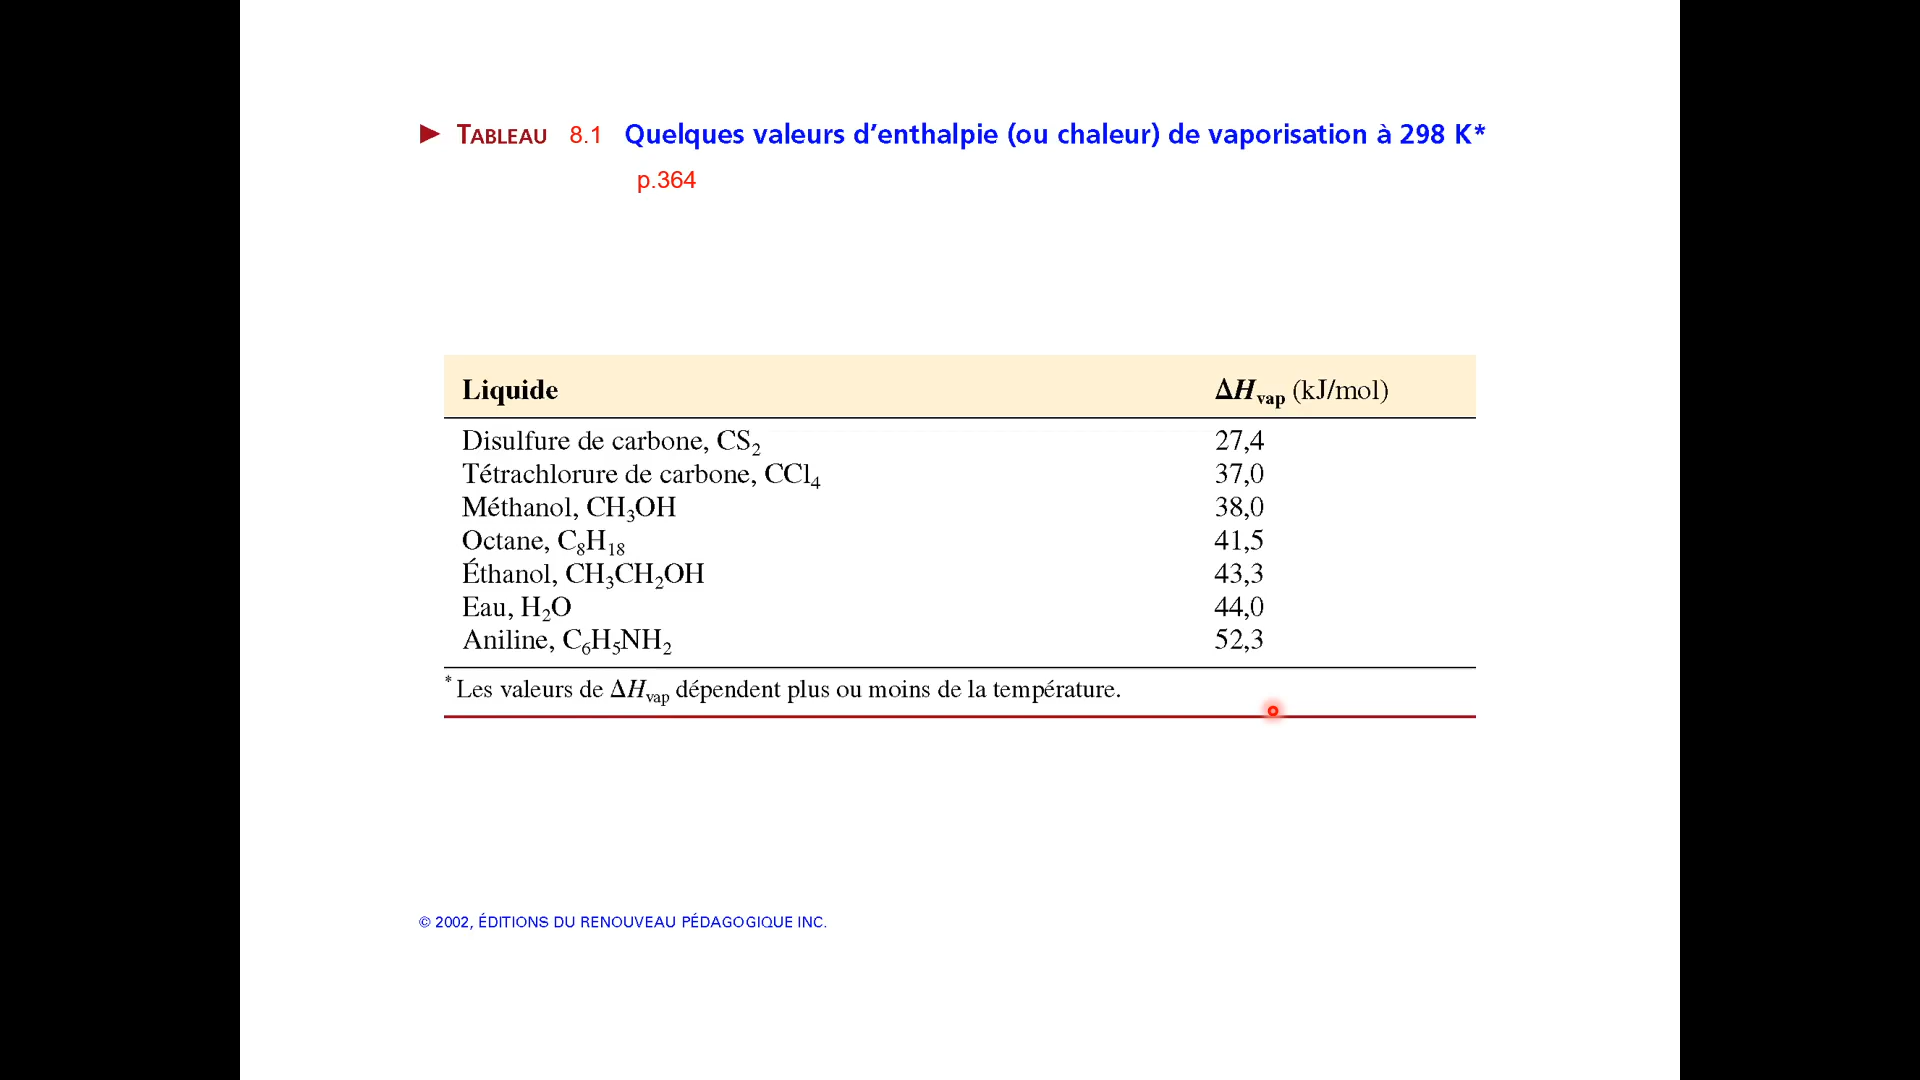 ► TABLEAU 8.1 Quelques valeurs d’enthalpie (ou chaleur) de vaporisation à 298 K*
p.364
Liquide ΔHvap (kJ/mol)
Disulfure de carbone, CS2 27,4
Tétrachlorure de carbone, CCl4 37,0
Méthanol, CH3OH 38,0
Octane, C8H18 41,5
Éthanol, CH3CH2OH 43,3
Eau, H2O 44,0
Aniline, C6H5NH2 52,3
* Les valeurs de ΔHvap dépendent plus ou moins de la température.
© 2002, ÉDITIONS DU RENOUVEAU PÉDAGOGIQUE INC.